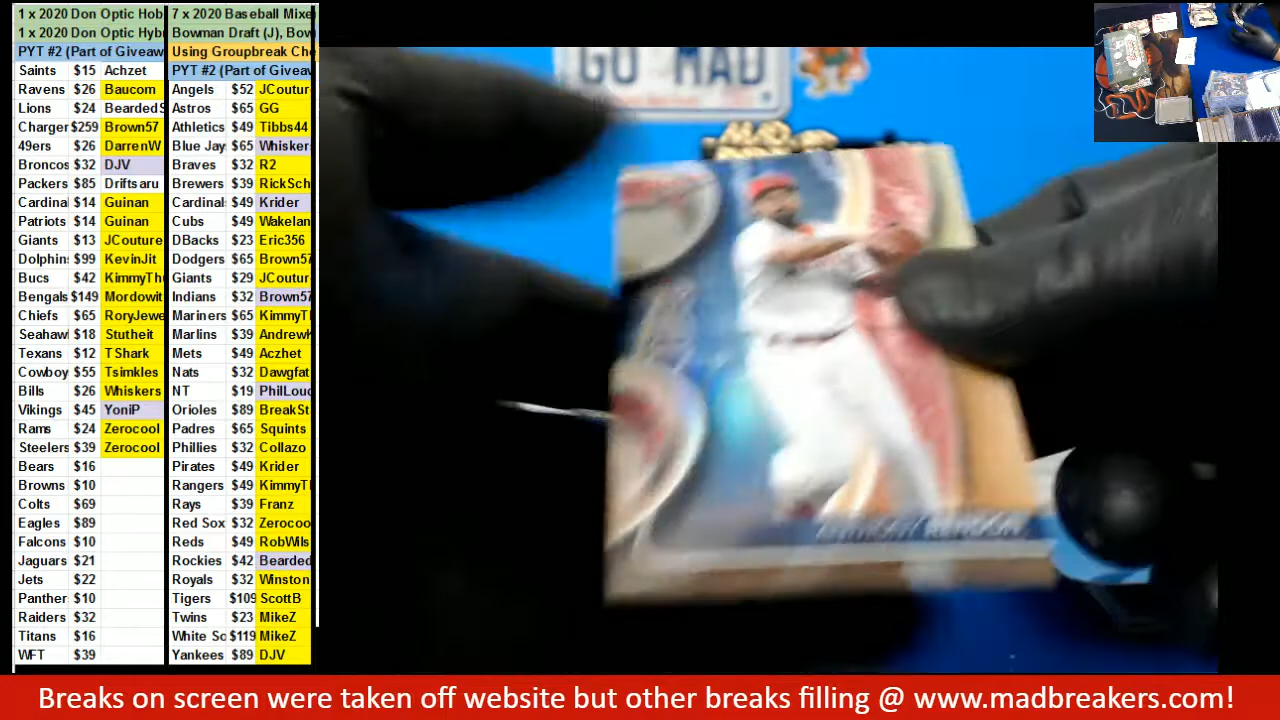 1 x 2020 Don Optic Hob
1 x 2020 Don Optic Hybr
PYT #2 (Part of Giveaw
Saints $15 Achzet
Ravens $26 Baucom
Lions $24 BeardedS
Charger $259 Brown57
49ers $26 DarrenW
Broncos $32 DJV
Packers $85 Driftsaru
Cardinal $14 Guinan
Patriots $14 Guinan
Giants $13 JCouture
Dolphin $99 KevinJit
Bucs $42 KimmyTh
Bengals $149 Mordowit
Chiefs $65 RoryJewe
Seahaw $18 Stutheit
Texans $12 TShark
Cowboy $55 Tsimkles
Bills $26 Whiskers
Vikings $45 YoniP
Rams $24 Zerocool
Steelers $39 Zerocool
Bears $16
Browns $10
Colts $69
Eagles $89
Falcons $10
Jaguars $21
Jets $22
Panther $10
Raiders $32
Titans $16
WFT $39
7 x 2020 Baseball Mixe
Bowman Draft (J), Bow
Using Groupbreak Che
PYT #2 (Part of Giveaw
Angels $52 JCoutur
Astros $65 GG
Athletics $49 Tibbs44
Blue Jay $65 Whisker
Braves $32 R2
Brewers $39 RickSch
Cardinal $49 Krider
Cubs $49 Wakelan
DBacks $23 Eric356
Dodgers $65 Brown57
Giants $29 JCoutur
Indians $32 Brown57
Mariners $65 KimmyT
Marlins $39 Andrew
Mets $49 Aczhet
Nats $32 Dawgfat
NT $19 PhilLou
Orioles $89 BreakSt
Padres $65 Squints
Phillies $32 Collazo
Pirates $49 Krider
Rangers $49 KimmyT
Rays $39 Franz
Red Sox $32 Zerocoo
Reds $49 RobWils
Rockies $42 Bearded
Royals $32 Winston
Tigers $109 ScottB
Twins $23 MikeZ
White So $119 MikeZ
Yankees $89 DJV
GO MAD
ANTHONY RENDON
Breaks on screen were taken off website but other breaks filling @ www.madbreakers.com!